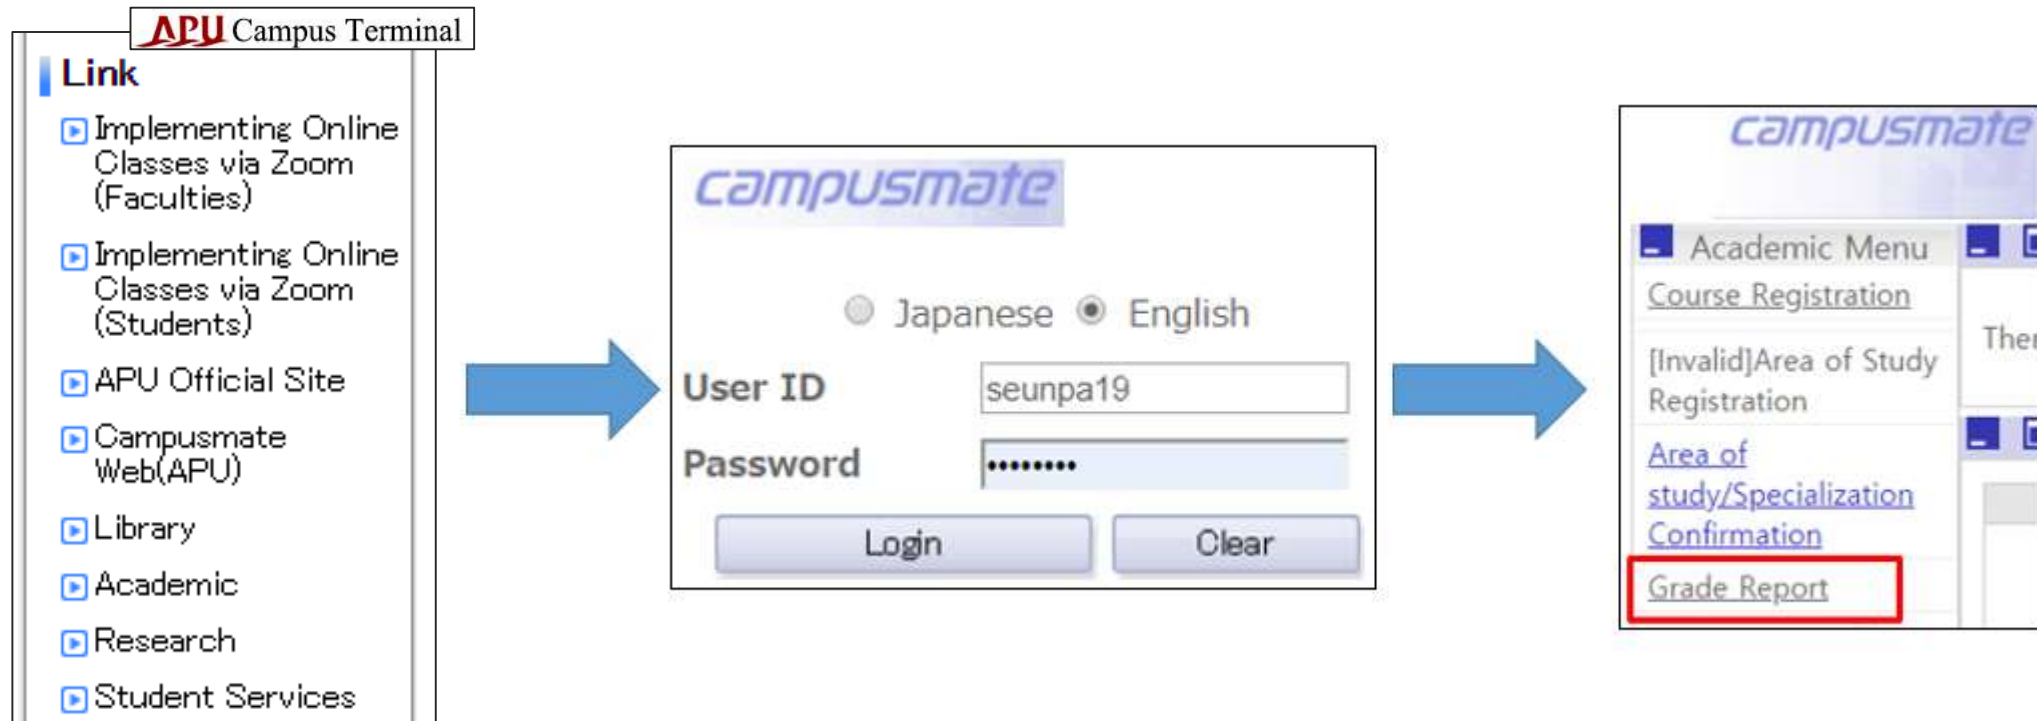 APU Campus Terminal
Link
Implementing Online
Classes via Zoom
(Faculties)
Implementing Online
Classes via Zoom
(Students)
APU Official Site
Campusmate
Web(APU)
Library
Academic
Research
Student Services
campusmate
Japanese English
User ID seunpa19
Password ••••••••
Login Clear
campusmate
Academic Menu
Course Registration
[Invalid]Area of Study
Registration
Area of
study/Specialization
Confirmation
Grade Report